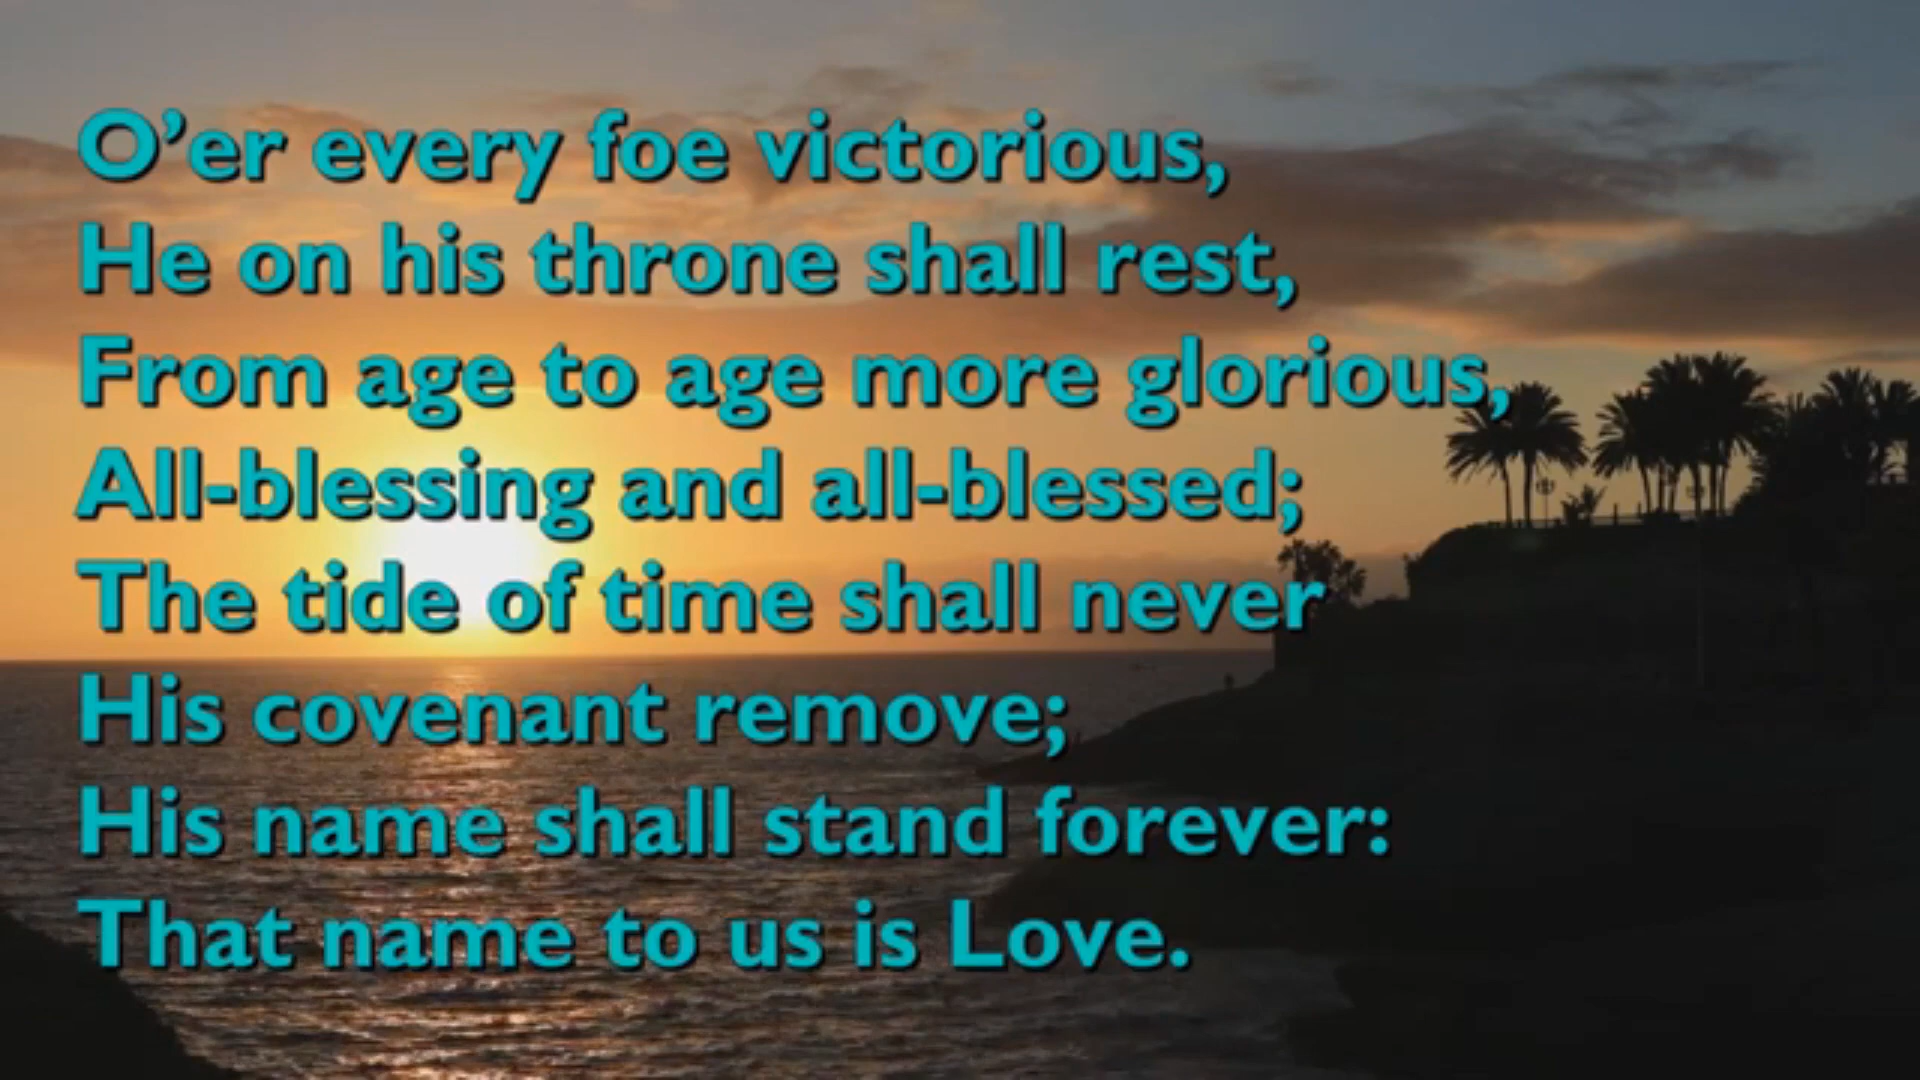 O’er every foe victorious,
He on his throne shall rest,
From age to age more glorious,
All-blessing and all-blessed;
The tide of time shall never
His covenant remove;
His name shall stand forever:
That name to us is Love.